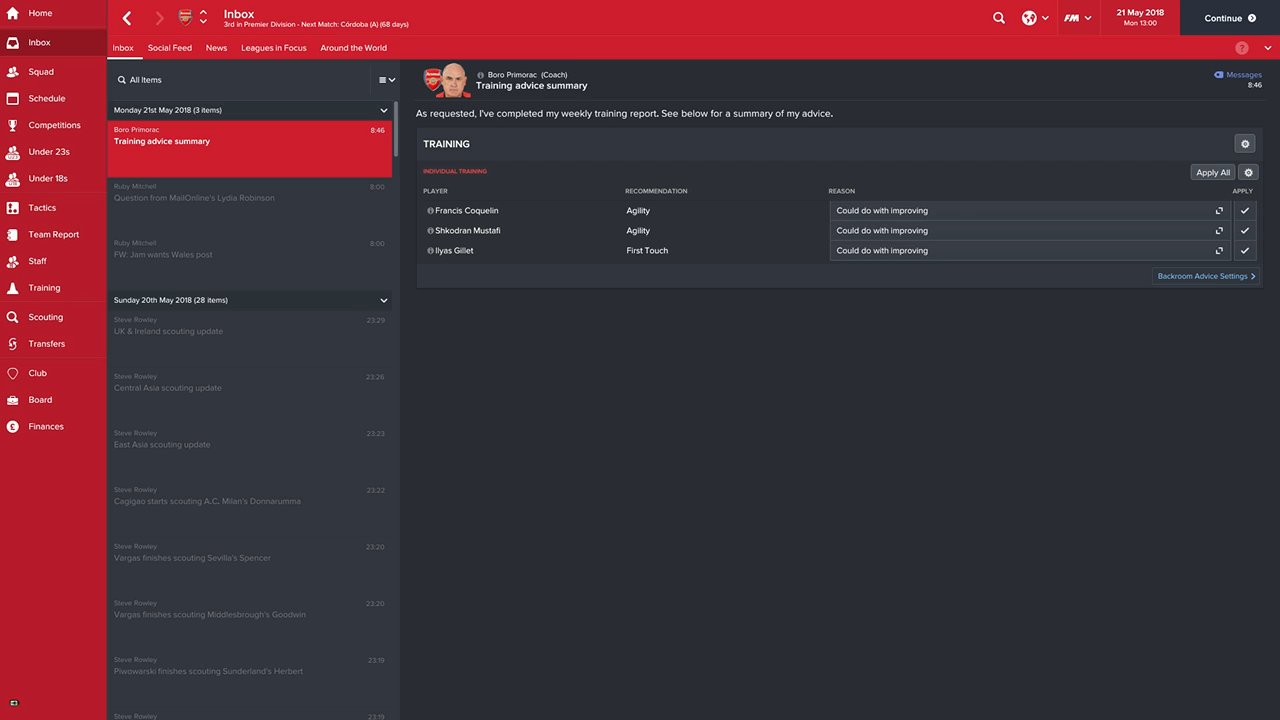 Home
Inbox
Squad
Schedule
Competitions
Under 23s
Under 18s
Tactics
Team Report
Staff
Training
Scouting
Transfers
Club
Board
Finances
Inbox
3rd in Premier Division - Next Match: Córdoba (A) (68 days)
FM
21 May 2018
Mon 13:00
Continue
Inbox Social Feed News Leagues in Focus Around the World
?
All Items
Monday 21st May 2018 (3 items)
Boro Primorac 8:46
Training advice summary
Ruby Mitchell 8:00
Question from MailOnline's Lydia Robinson
Ruby Mitchell 8:00
FW: Jam wants Wales post
Sunday 20th May 2018 (28 items)
Steve Rowley 23:29
UK & Ireland scouting update
Steve Rowley 23:26
Central Asia scouting update
Steve Rowley 23:23
East Asia scouting update
Steve Rowley 23:22
Cagigao starts scouting A.C. Milan's Donnarumma
Steve Rowley 23:20
Vargas finishes scouting Sevilla's Spencer
Steve Rowley 23:20
Vargas finishes scouting Middlesbrough's Goodwin
Steve Rowley 23:19
Piwowarski finishes scouting Sunderland's Herbert
Steve Rowley 23:19
Boro Primorac (Coach)
Training advice summary
Messages
8:46
As requested, I've completed my weekly training report. See below for a summary of my advice.
TRAINING
INDIVIDUAL TRAINING
Apply All
PLAYER RECOMMENDATION REASON APPLY
Francis Coquelin Agility Could do with improving
Shkodran Mustafi Agility Could do with improving
Ilyas Gillet First Touch Could do with improving
Backroom Advice Settings